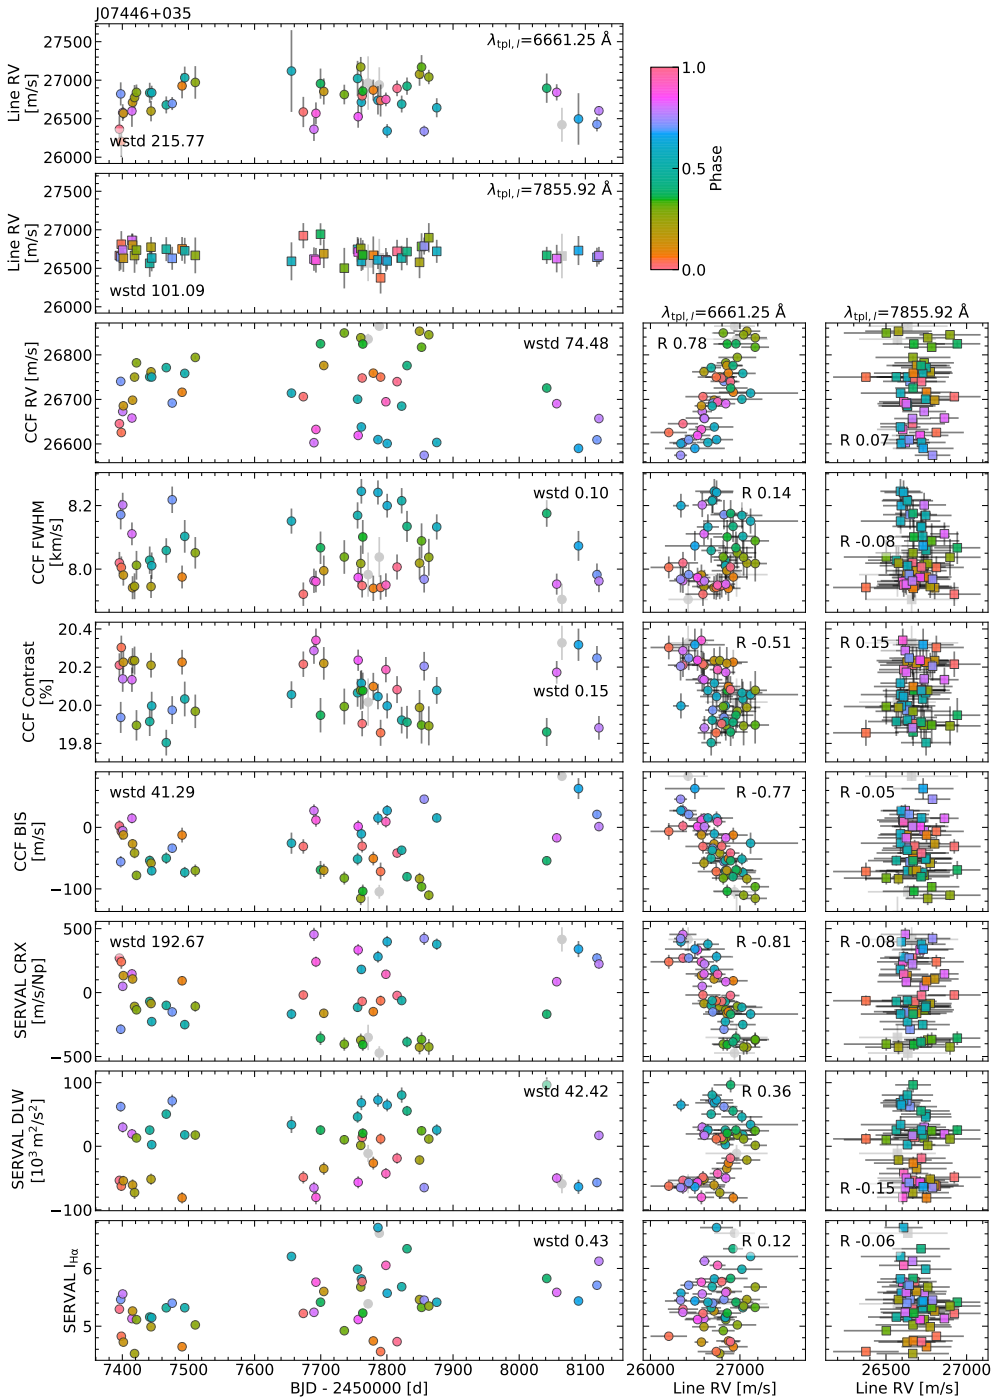 J07446+035
27500
27000
26500
26000
Line RV
[m/s]
λtpl, l=6661.25 Å
wstd 215.77
27500
27000
26500
26000
Line RV
[m/s]
λtpl, l=7855.92 Å
wstd 101.09
1.0
0.5
0.0
Phase
λtpl, l=6661.25 Å
λtpl, l=7855.92 Å
26800
26700
26600
CCF RV [m/s]
wstd 74.48
R 0.78
R 0.07
8.2
8.0
CCF FWHM
[km/s]
wstd 0.10
R 0.14
R -0.08
20.4
20.2
20.0
19.8
CCF Contrast
[%]
wstd 0.15
R -0.51
R 0.15
0
−100
CCF BIS
[m/s]
wstd 41.29
R -0.77
R -0.05
500
0
−500
SERVAL CRX
[m/s/Np]
wstd 192.67
R -0.81
R -0.08
100
0
−100
SERVAL DLW
[10³ m²/s²]
wstd 42.42
R 0.36
R -0.15
6
5
SERVAL IHα
wstd 0.43
R 0.12
R -0.06
7400 7500 7600 7700 7800 7900 8000 8100
BJD - 2450000 [d]
26000 27000
Line RV [m/s]
26500 27000
Line RV [m/s]